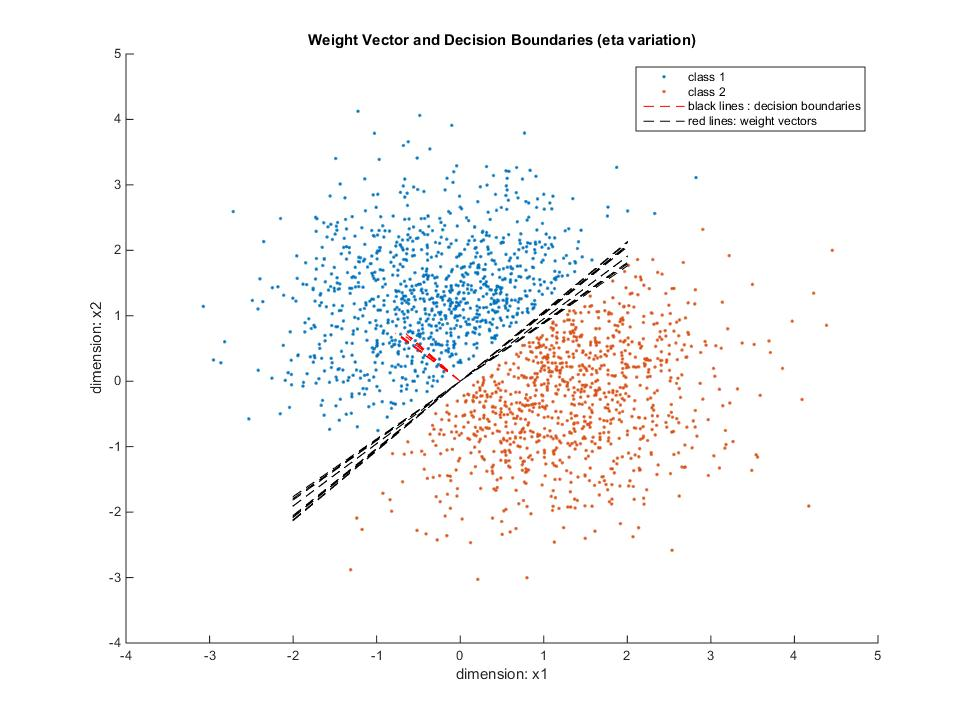 Weight Vector and Decision Boundaries (eta variation)
class 1
class 2
black lines : decision boundaries
red lines: weight vectors
5
4
3
2
1
0
-1
-2
-3
-4
dimension: x2
-4 -3 -2 -1 0 1 2 3 4 5
dimension: x1